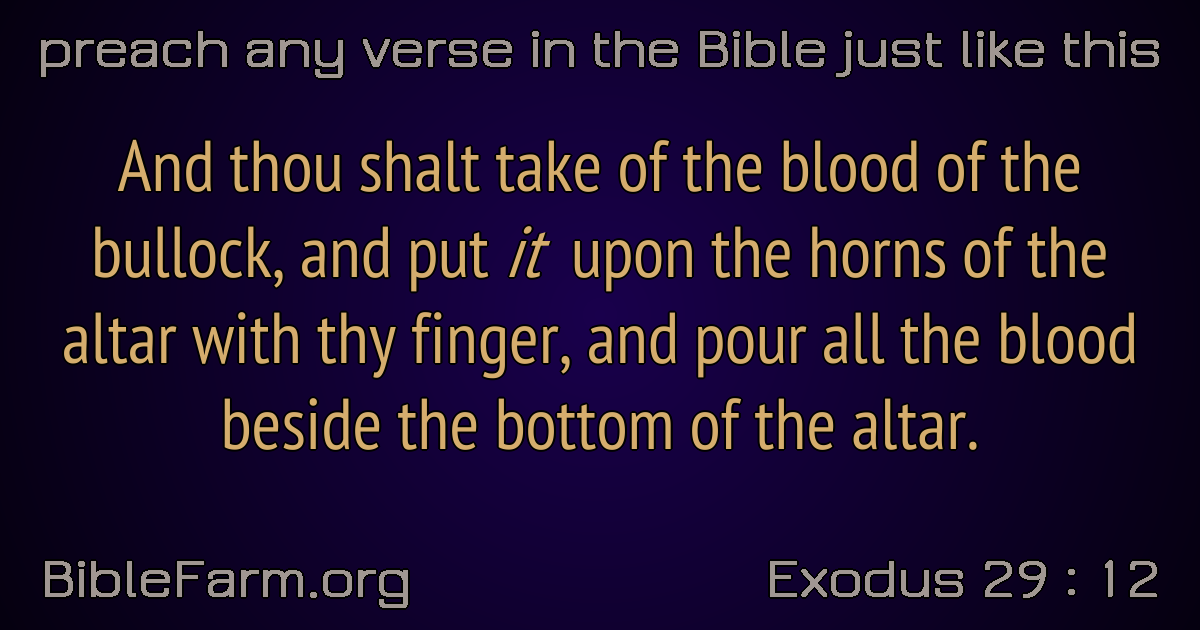 preach any verse in the Bible just like this
And thou shalt take of the blood of the
bullock, and put it upon the horns of the
altar with thy finger, and pour all the blood
beside the bottom of the altar.
BibleFarm.org
Exodus 29 : 12